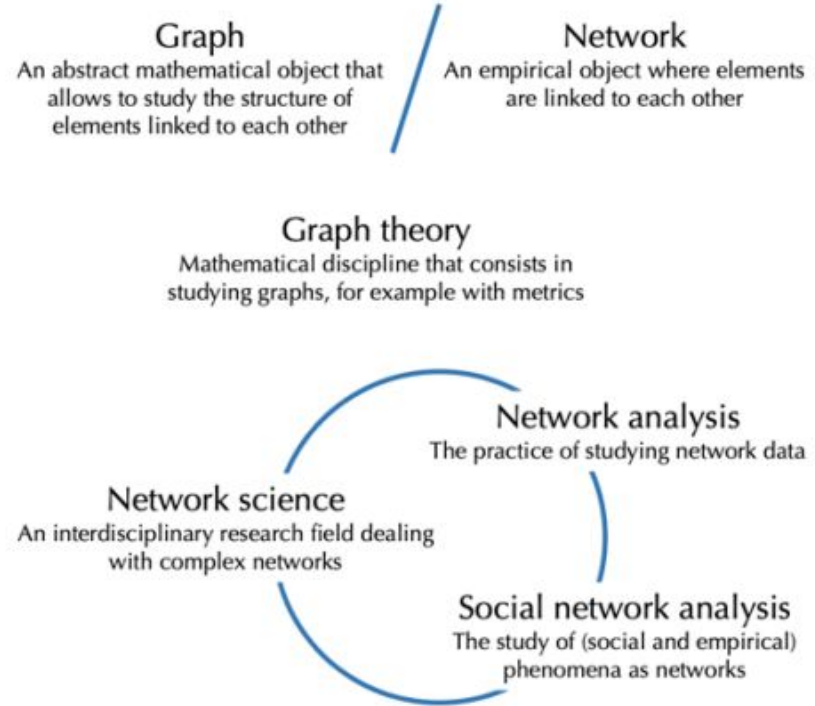 Graph
An abstract mathematical object that
allows to study the structure of
elements linked to each other
Network
An empirical object where elements
are linked to each other
Graph theory
Mathematical discipline that consists in
studying graphs, for example with metrics
Network analysis
The practice of studying network data
Network science
An interdisciplinary research field dealing
with complex networks
Social network analysis
The study of (social and empirical)
phenomena as networks